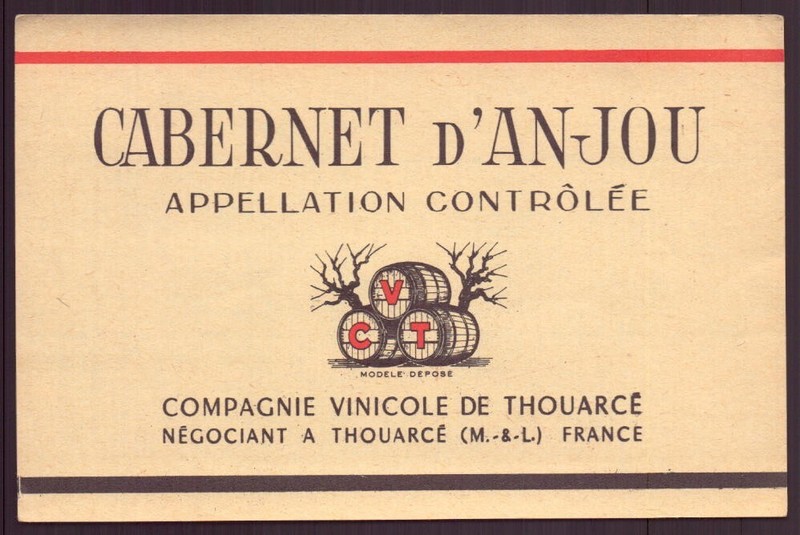 CABERNET D'ANJOU
APPELLATION CONTRÔLÉE
V
C T
MODELE DEPOSE
COMPAGNIE VINICOLE DE THOUARCÉ
NÉGOCIANT A THOUARCÉ (M.-&-L.) FRANCE